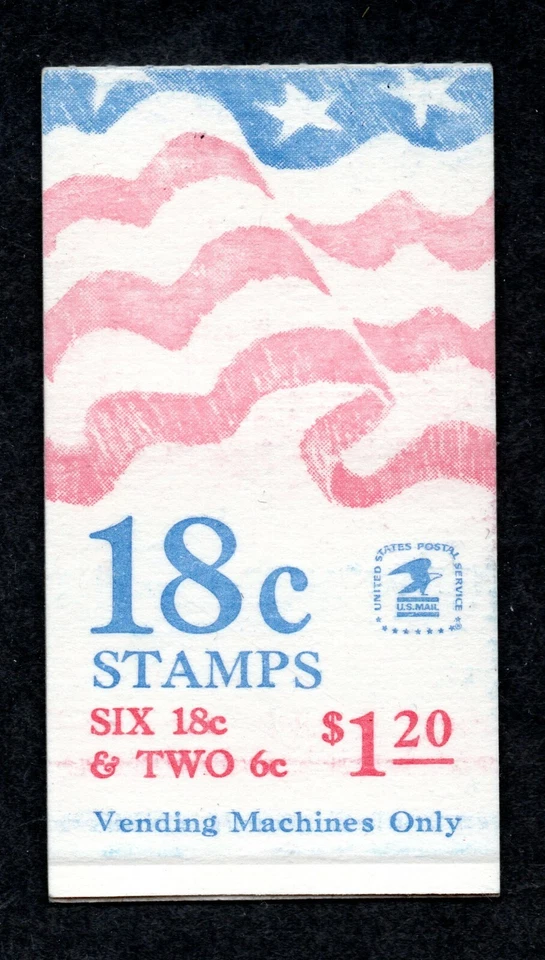 18c
UNITED STATES POSTAL SERVICE
U.S.MAIL
STAMPS
SIX 18c
& TWO 6c
$1 20
Vending Machines Only